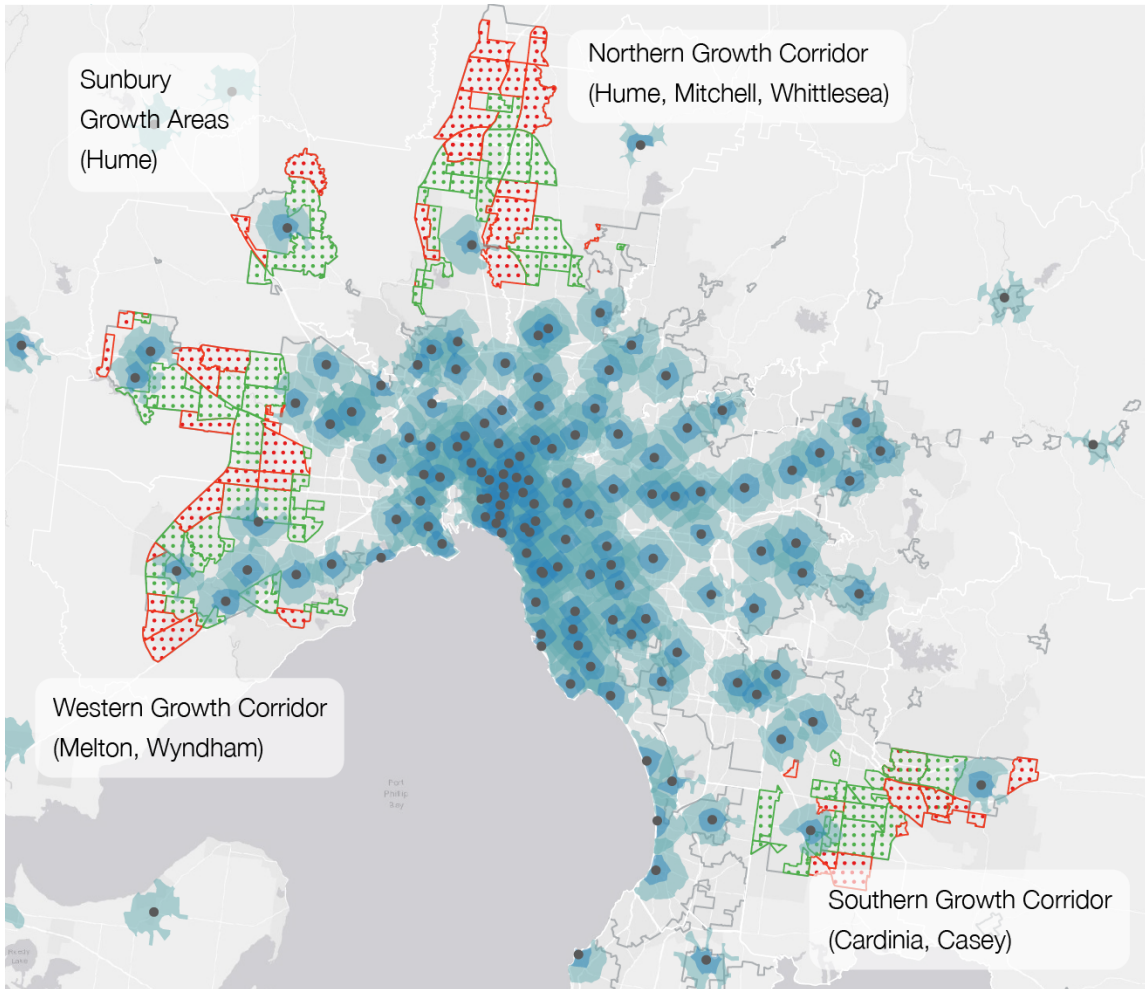 Sunbury
Growth Areas
(Hume)
Northern Growth Corridor
(Hume, Mitchell, Whittlesea)
Western Growth Corridor
(Melton, Wyndham)
Port
Phillip
Bay
Southern Growth Corridor
(Cardinia, Casey)